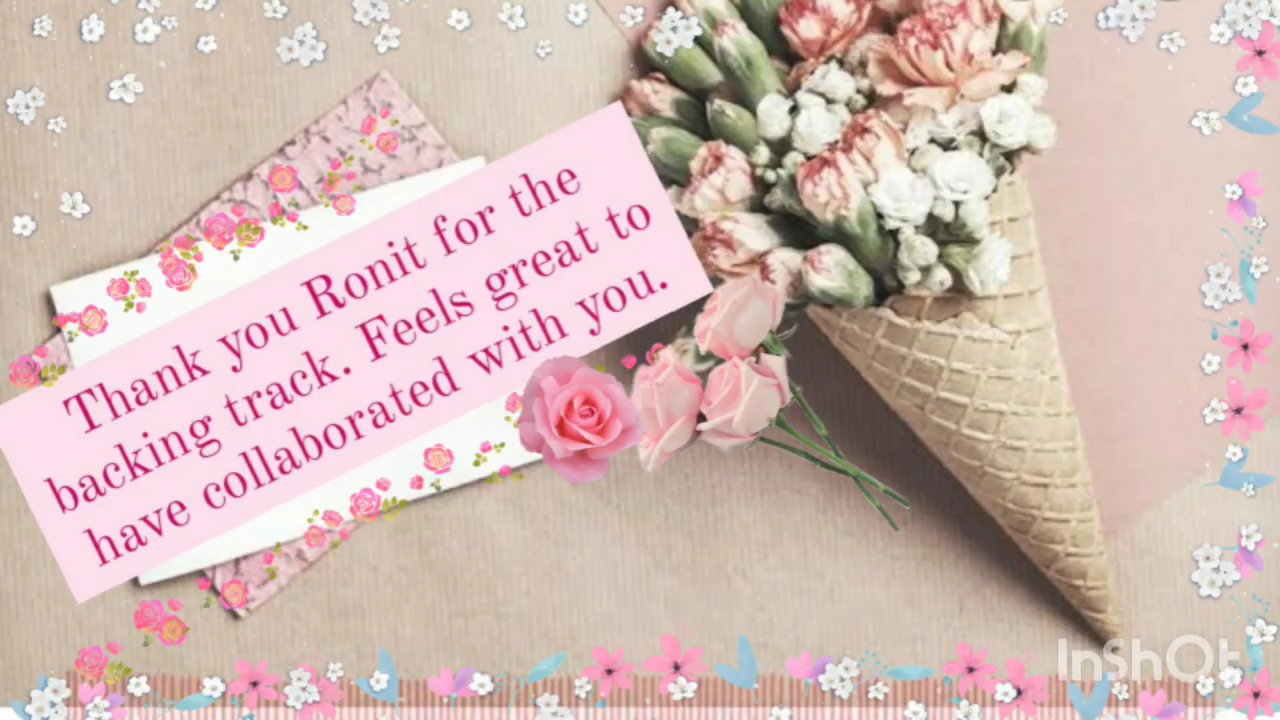 Thank you Ronit for the
backing track. Feels great to
have collaborated with you.
InShOt